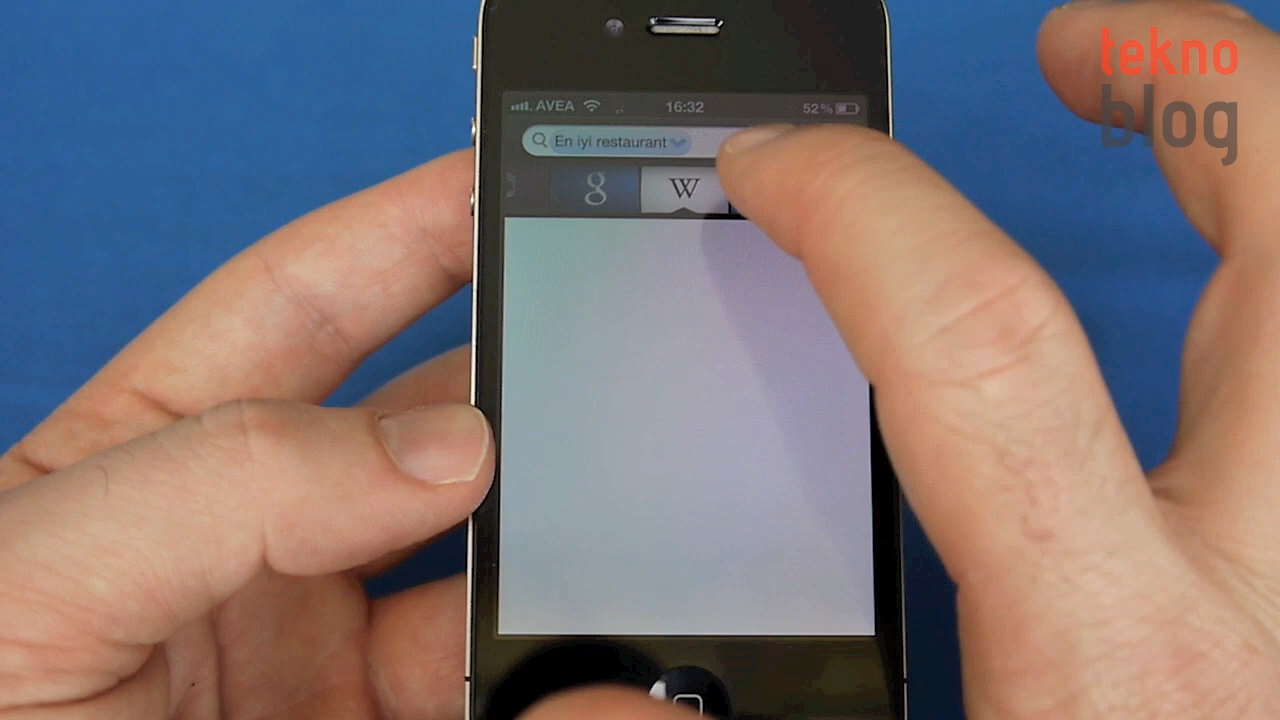 tekno
blog
AVEA 16:32 52%
En iyi restaurant
g W